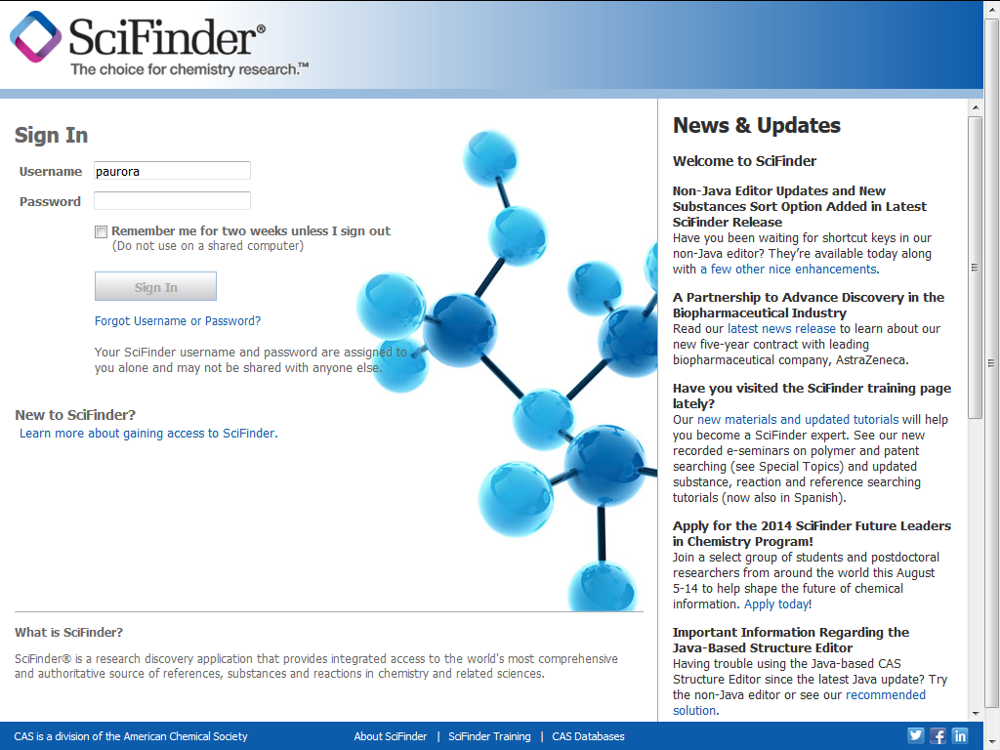 SciFinder®
The choice for chemistry research.™
Sign In
Username paurora
Password
Remember me for two weeks unless I sign out
(Do not use on a shared computer)
Sign In
Forgot Username or Password?
Your SciFinder username and password are assigned to
you alone and may not be shared with anyone else.
New to SciFinder?
Learn more about gaining access to SciFinder.
What is SciFinder?
SciFinder® is a research discovery application that provides integrated access to the world's most comprehensive
and authoritative source of references, substances and reactions in chemistry and related sciences.
News & Updates
Welcome to SciFinder
Non-Java Editor Updates and New
Substances Sort Option Added in Latest
SciFinder Release
Have you been waiting for shortcut keys in our
non-Java editor? They’re available today along
with a few other nice enhancements.
A Partnership to Advance Discovery in the
Biopharmaceutical Industry
Read our latest news release to learn about our
new five-year contract with leading
biopharmaceutical company, AstraZeneca.
Have you visited the SciFinder training page
lately?
Our new materials and updated tutorials will help
you become a SciFinder expert. See our new
recorded e-seminars on polymer and patent
searching (see Special Topics) and updated
substance, reaction and reference searching
tutorials (now also in Spanish).
Apply for the 2014 SciFinder Future Leaders
in Chemistry Program!
Join a select group of students and postdoctoral
researchers from around the world this August
5-14 to help shape the future of chemical
information. Apply today!
Important Information Regarding the
Java-Based Structure Editor
Having trouble using the Java-based CAS
Structure Editor since the latest Java update? Try
the non-Java editor or see our recommended
solution.
CAS is a division of the American Chemical Society
About SciFinder | SciFinder Training | CAS Databases